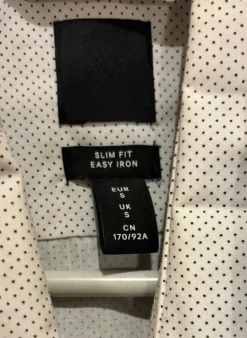 SLIM FIT
EASY IRON
EUR
S
UK
S
CN
170/92A